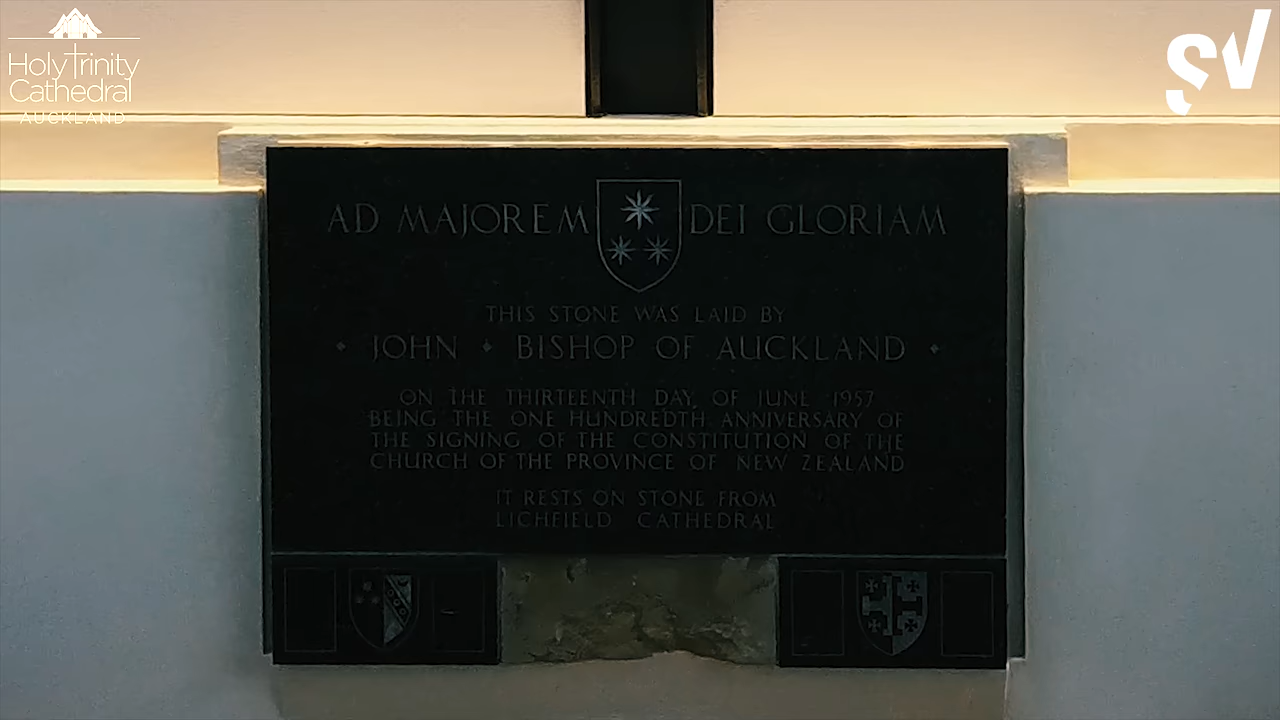 Holy Trinity
Cathedral
AUCKLAND
SV
AD MAJOREM DEI GLORIAM
THIS STONE WAS LAID BY
JOHN · BISHOP OF AUCKLAND
ON THE THIRTEENTH DAY, OF JUNE 1957
BEING THE ONE HUNDREDTH ANNIVERSARY OF
THE SIGNING OF THE CONSTITUTION OF THE
CHURCH OF THE PROVINCE OF NEW ZEALAND
IT RESTS ON STONE FROM
LICHFIELD CATHEDRAL